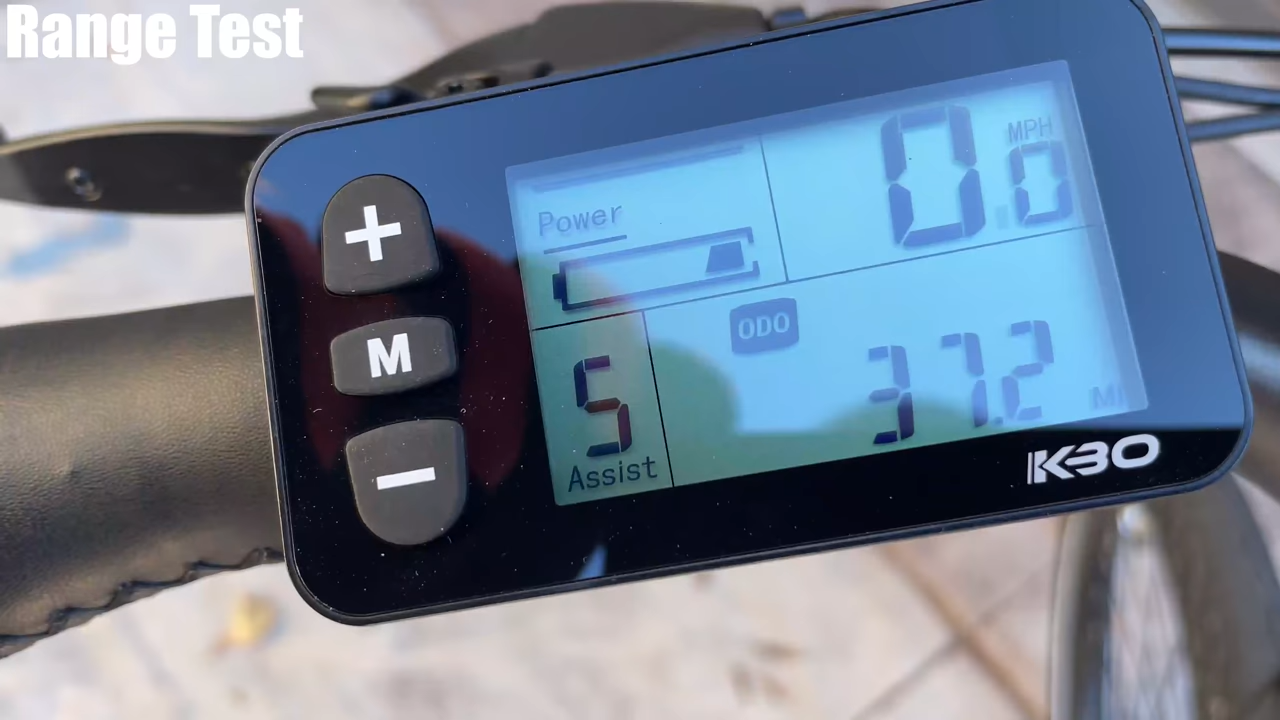 Range Test
+
M
−
Power
MPH
0.0
ODO
37.2
MI
5
Assist
KBO